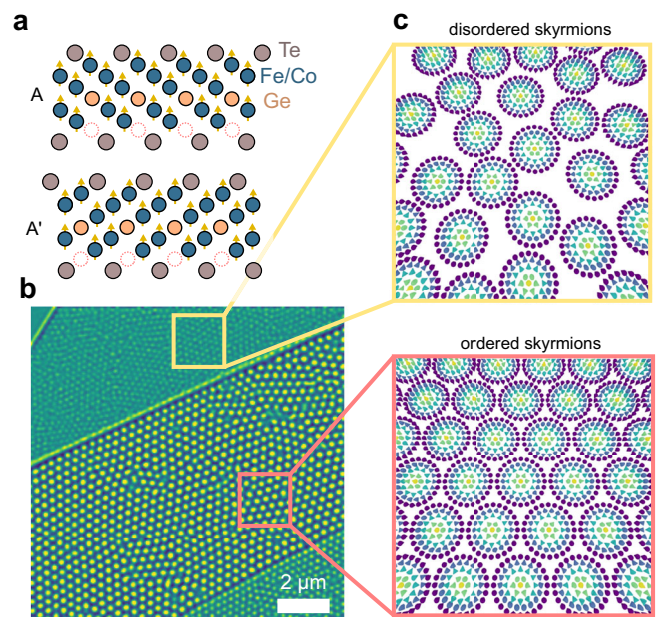 a
Te
Fe/Co
Ge
A
A'
b
2 μm
c
disordered skyrmions
ordered skyrmions